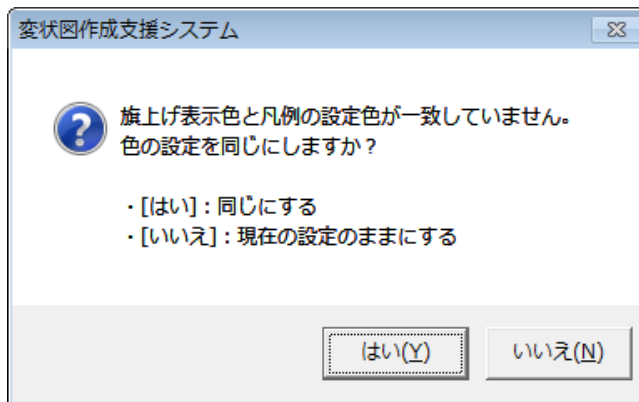 変状図作成支援システム
旗上げ表示色と凡例の設定色が一致していません。
色の設定を同じにしますか？
・[はい]：同じにする
・[いいえ]：現在の設定のままにする
はい(Y)
いいえ(N)